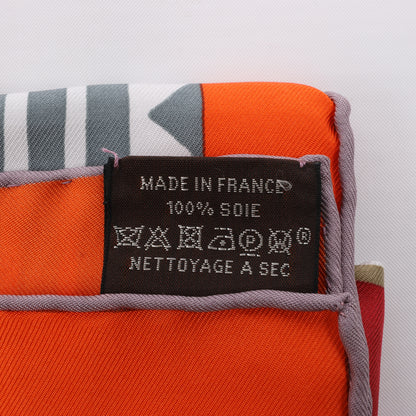 MADE IN FRANCE
100% SOIE
P W ®
NETTOYAGE A SEC